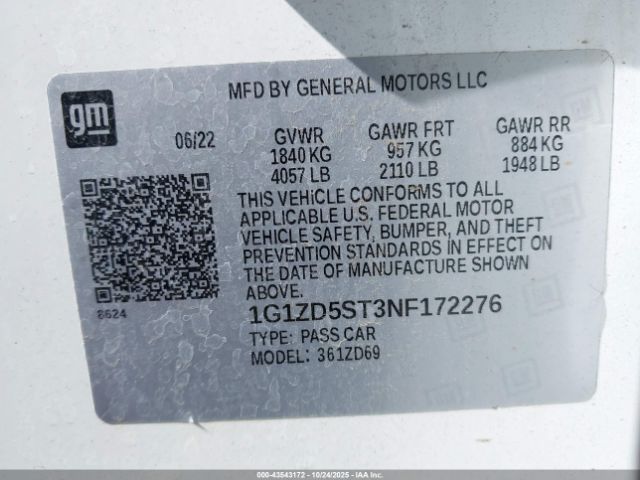 MFD BY GENERAL MOTORS LLC
gm
06/22 GVWR GAWR FRT GAWR RR
1840 KG 957 KG 884 KG
4057 LB 2110 LB 1948 LB
THIS VEHICLE CONFORMS TO ALL
APPLICABLE U.S. FEDERAL MOTOR
VEHICLE SAFETY, BUMPER, AND THEFT
PREVENTION STANDARDS IN EFFECT ON
THE DATE OF MANUFACTURE SHOWN
ABOVE.
8624
1G1ZD5ST3NF172276
TYPE: PASS CAR
MODEL: 361ZD69
000-43543172 - 10/24/2025 - IAAI.COM